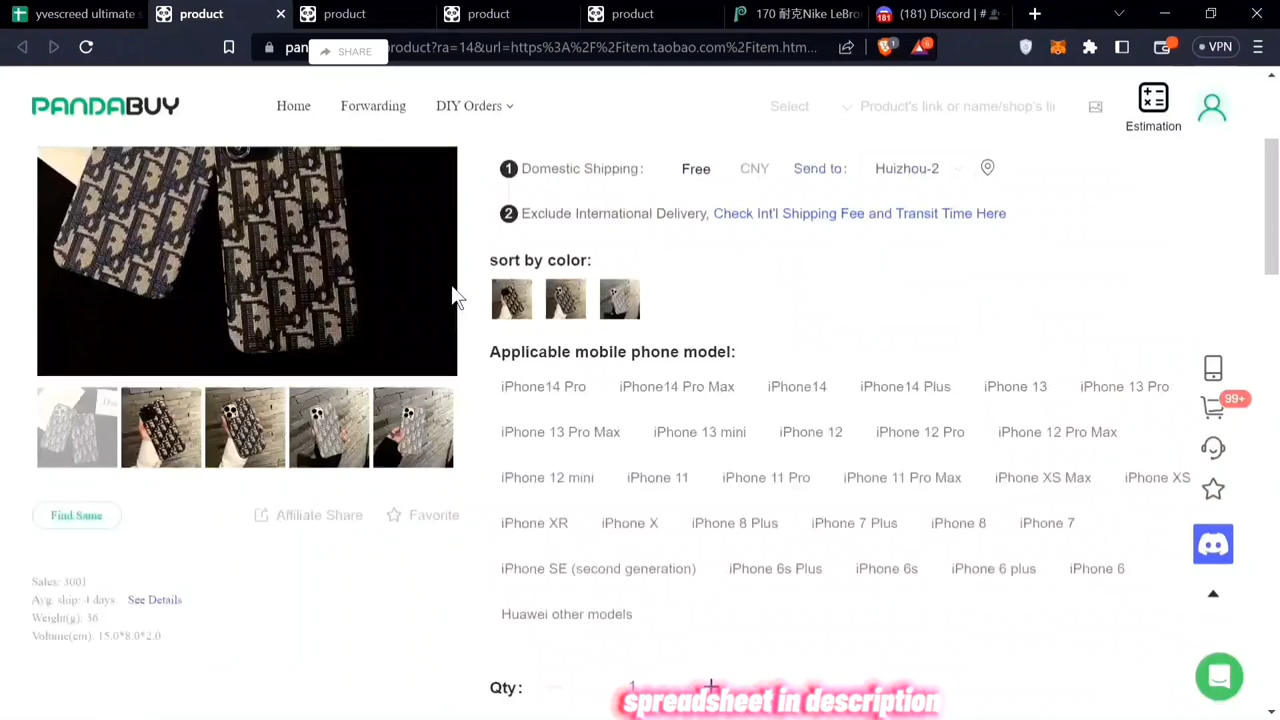 yvescreed ultimate s
product
product
product
product
170 耐克Nike LeBro
(181) Discord | #
pan
product?ra=14&url=https%3A%2F%2Fitem.taobao.com%2Fitem.htm...
SHARE
VPN
PANDABUY
Home
Forwarding
DIY Orders
Select
Product's link or name/shop's lin
Estimation
1 Domestic Shipping:
Free
CNY
Send to:
Huizhou-2
2 Exclude International Delivery, Check Int'l Shipping Fee and Transit Time Here
sort by color:
Applicable mobile phone model:
iPhone14 Pro
iPhone14 Pro Max
iPhone14
iPhone14 Plus
iPhone 13
iPhone 13 Pro
iPhone 13 Pro Max
iPhone 13 mini
iPhone 12
iPhone 12 Pro
iPhone 12 Pro Max
iPhone 12 mini
iPhone 11
iPhone 11 Pro
iPhone 11 Pro Max
iPhone XS Max
iPhone XS
iPhone XR
iPhone X
iPhone 8 Plus
iPhone 7 Plus
iPhone 8
iPhone 7
iPhone SE (second generation)
iPhone 6s Plus
iPhone 6s
iPhone 6 plus
iPhone 6
Huawei other models
99+
Find Same
Affiliate Share
Favorite
Sales: 3001
Avg. ship: 4 days. See Details
Weight(g): 36
Volume(cm): 15.0*8.0*2.0
Qty:
1
spreadsheet in description